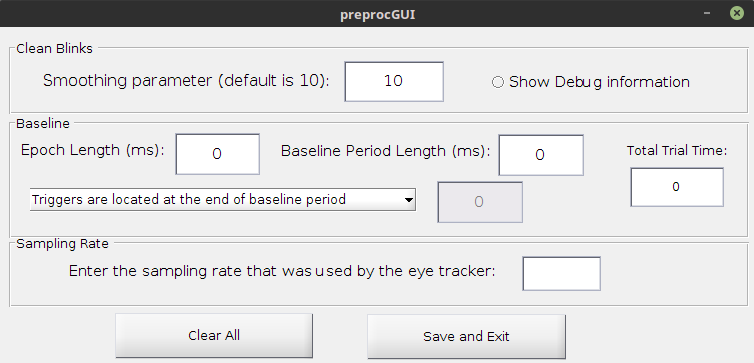 preprocGUI
Clean Blinks
Smoothing parameter (default is 10): 10 Show Debug information
Baseline
Epoch Length (ms): 0 Baseline Period Length (ms): 0 Total Trial Time:
0
Triggers are located at the end of baseline period 0
Sampling Rate
Enter the sampling rate that was used by the eye tracker:
Clear All Save and Exit